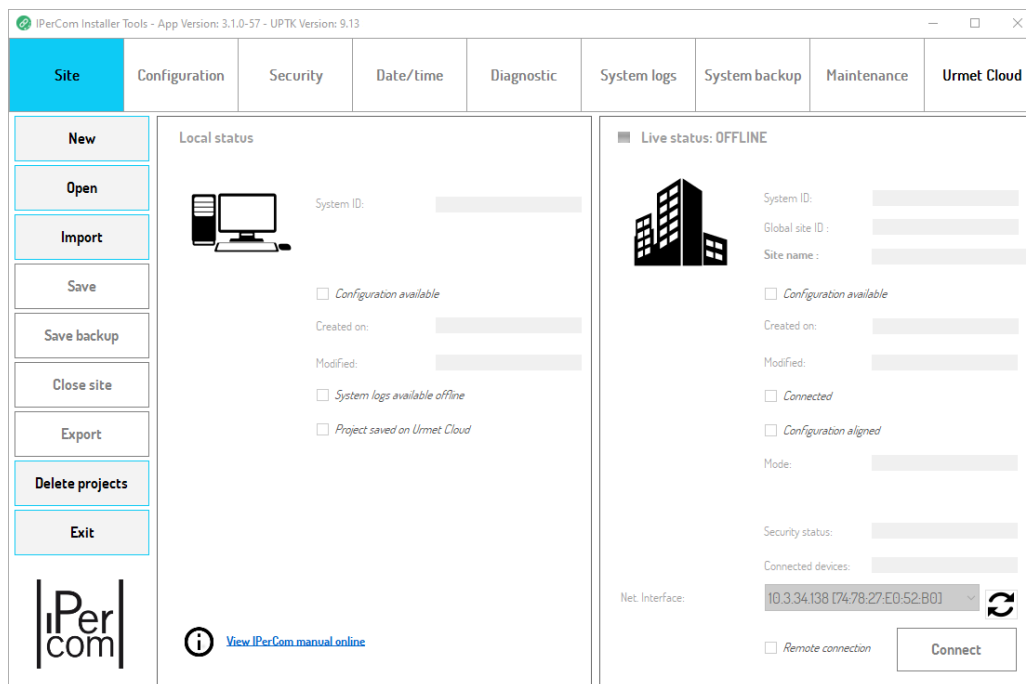 IPerCom Installer Tools - App Version: 3.1.0-57 - UPTK Version: 9.13
Site
Configuration
Security
Date/time
Diagnostic
System logs
System backup
Maintenance
Urmet Cloud
New
Open
Import
Save
Save backup
Close site
Export
Delete projects
Exit
IPer
com
Local status
System ID:
Configuration available
Created on:
Modified:
System logs available offline
Project saved on Urmet Cloud
View IPerCom manual online
Live status: OFFLINE
System ID:
Global site ID :
Site name :
Configuration available
Created on:
Modified:
Connected
Configuration aligned
Mode:
Security status:
Connected devices:
Net. Interface:
10.3.34.138 [74:78:27:E0:52:B0]
Remote connection
Connect